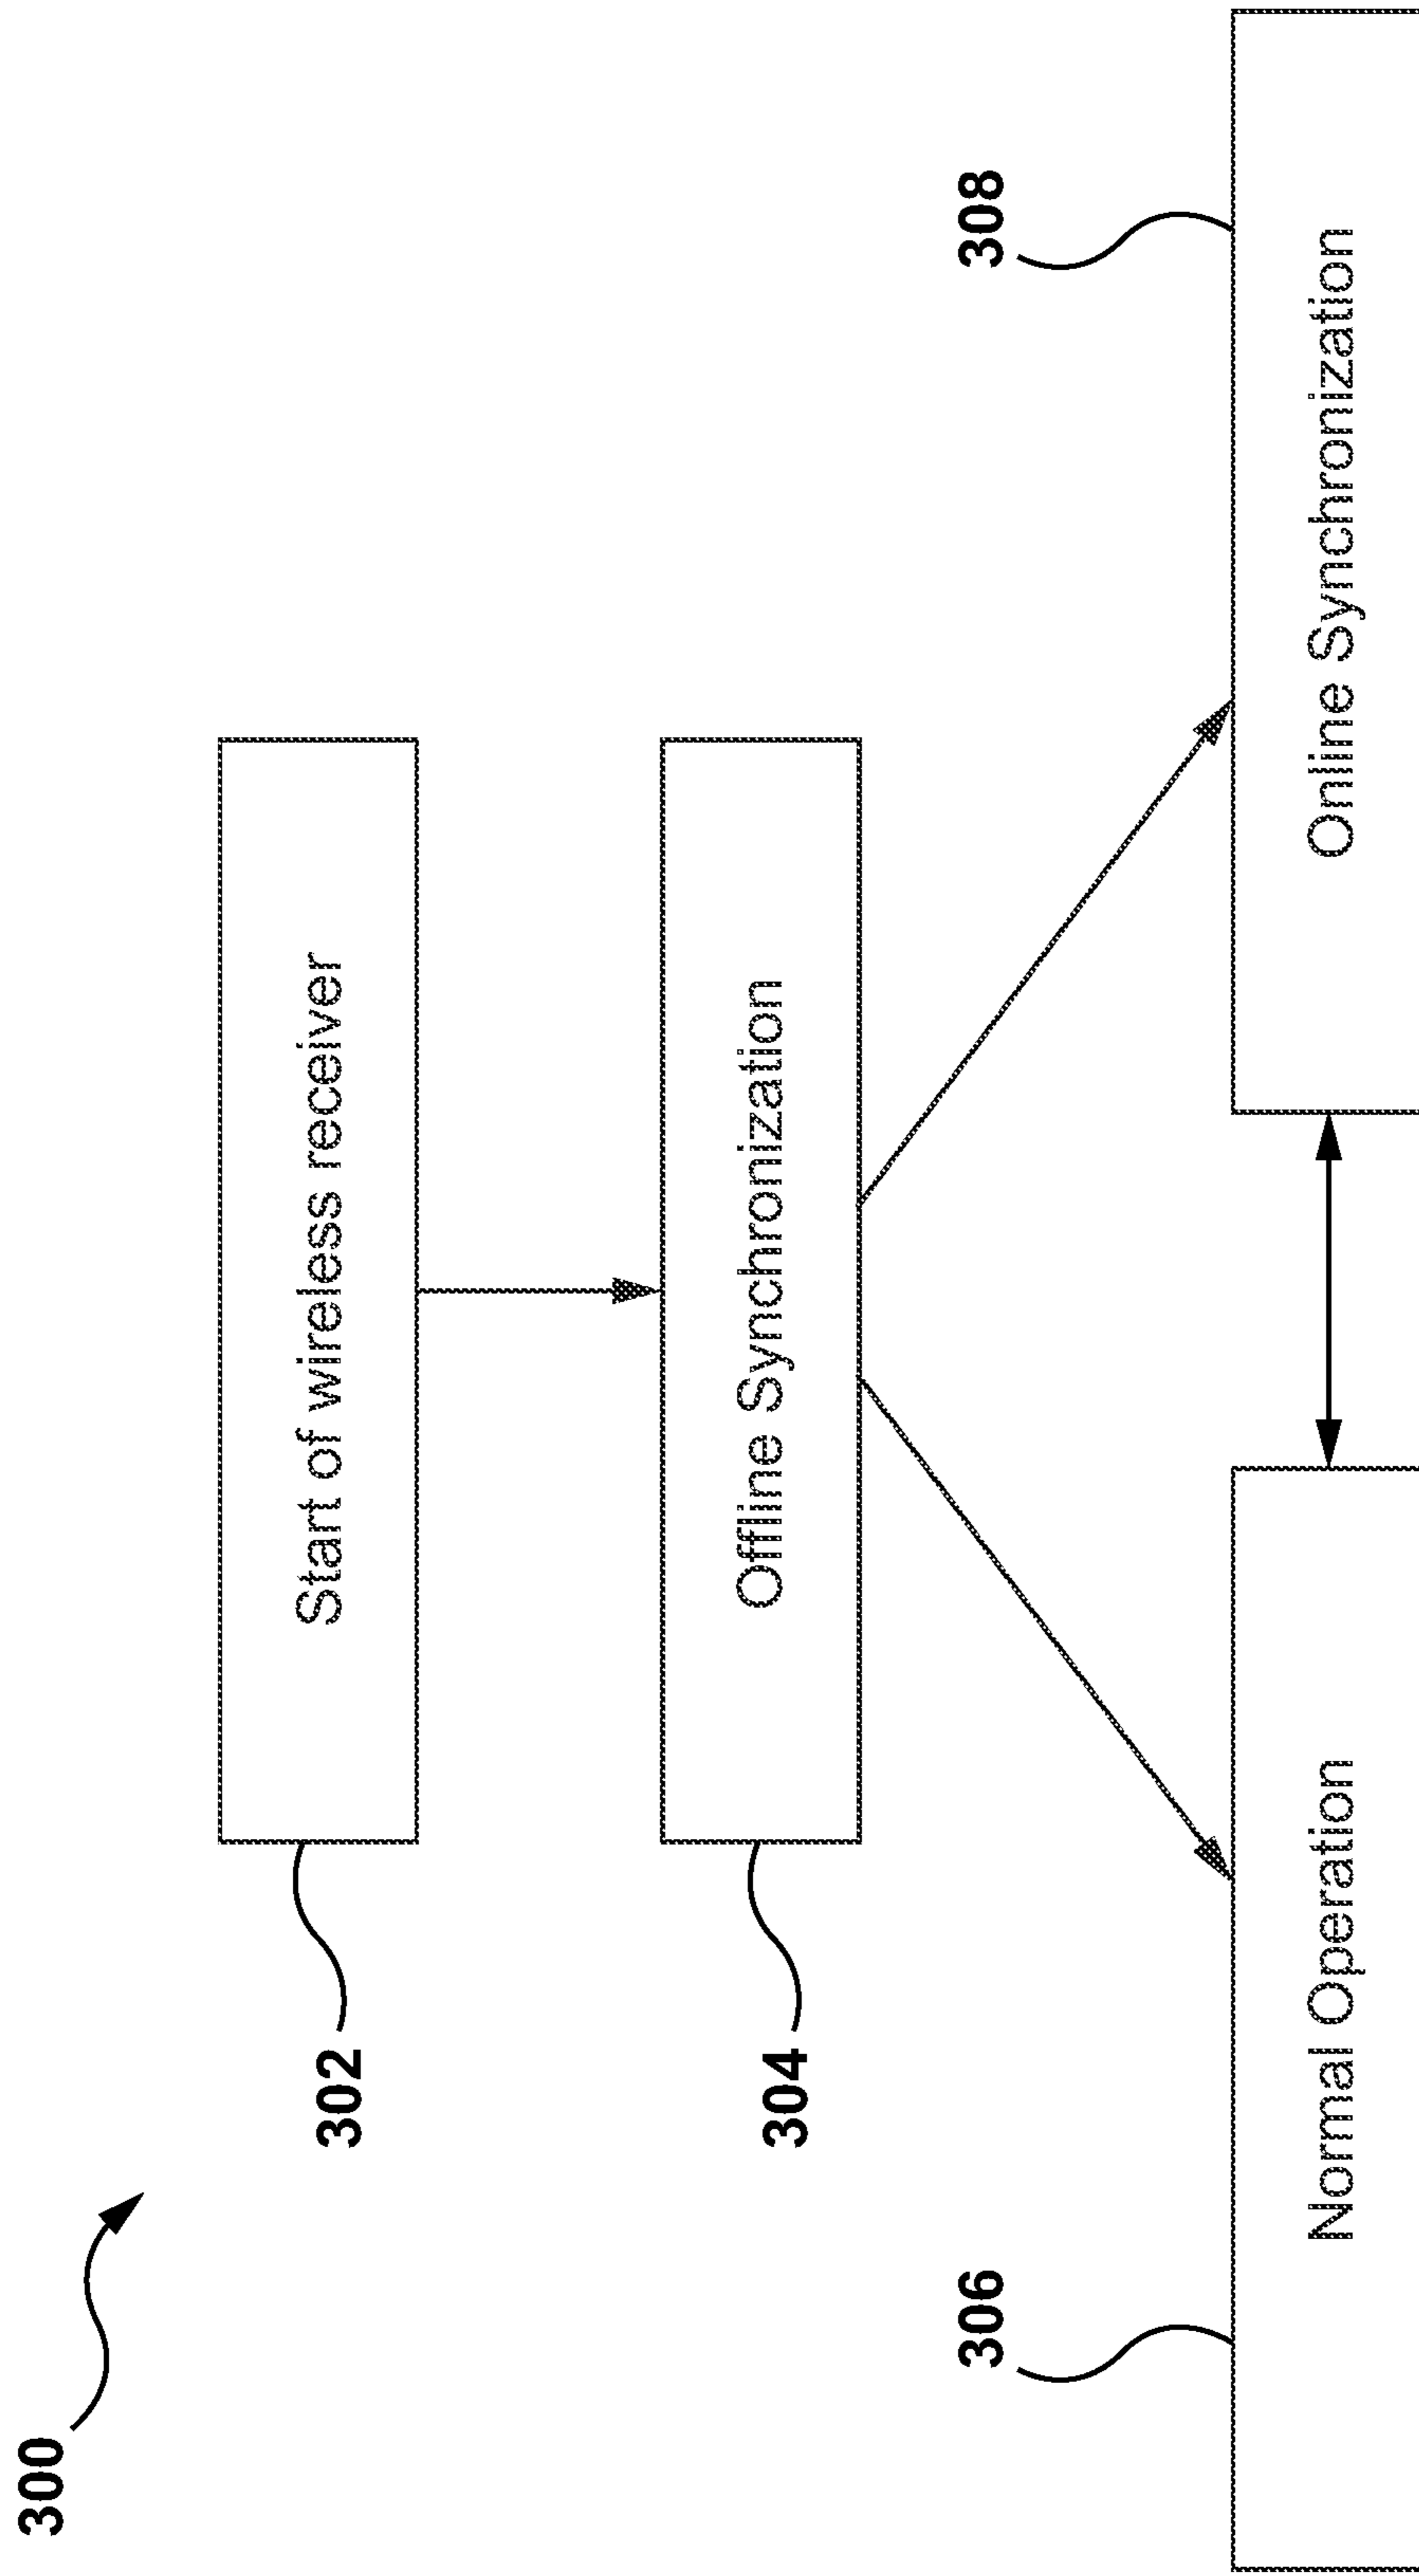 300
302
Start of wireless receiver
304
Offline Synchronization
306
308
Normal Operation
Online Synchronization